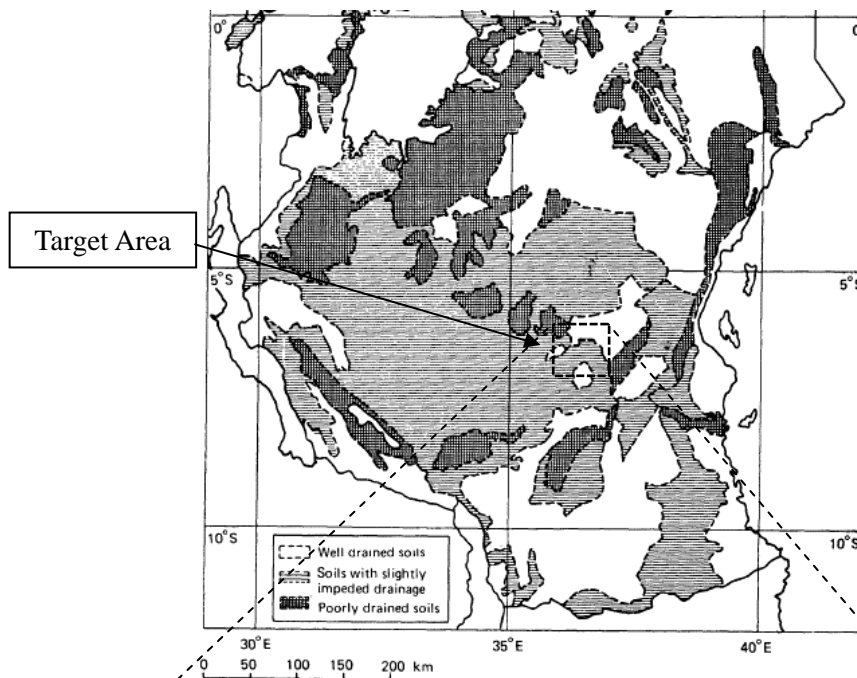 0°
0
Target Area
5°S
5°S
10°S
10°S
Well drained soils
Soils with slightly
impeded drainage
Poorly drained soils
30°E
35°E
40°E
0 50 100 150 200 km